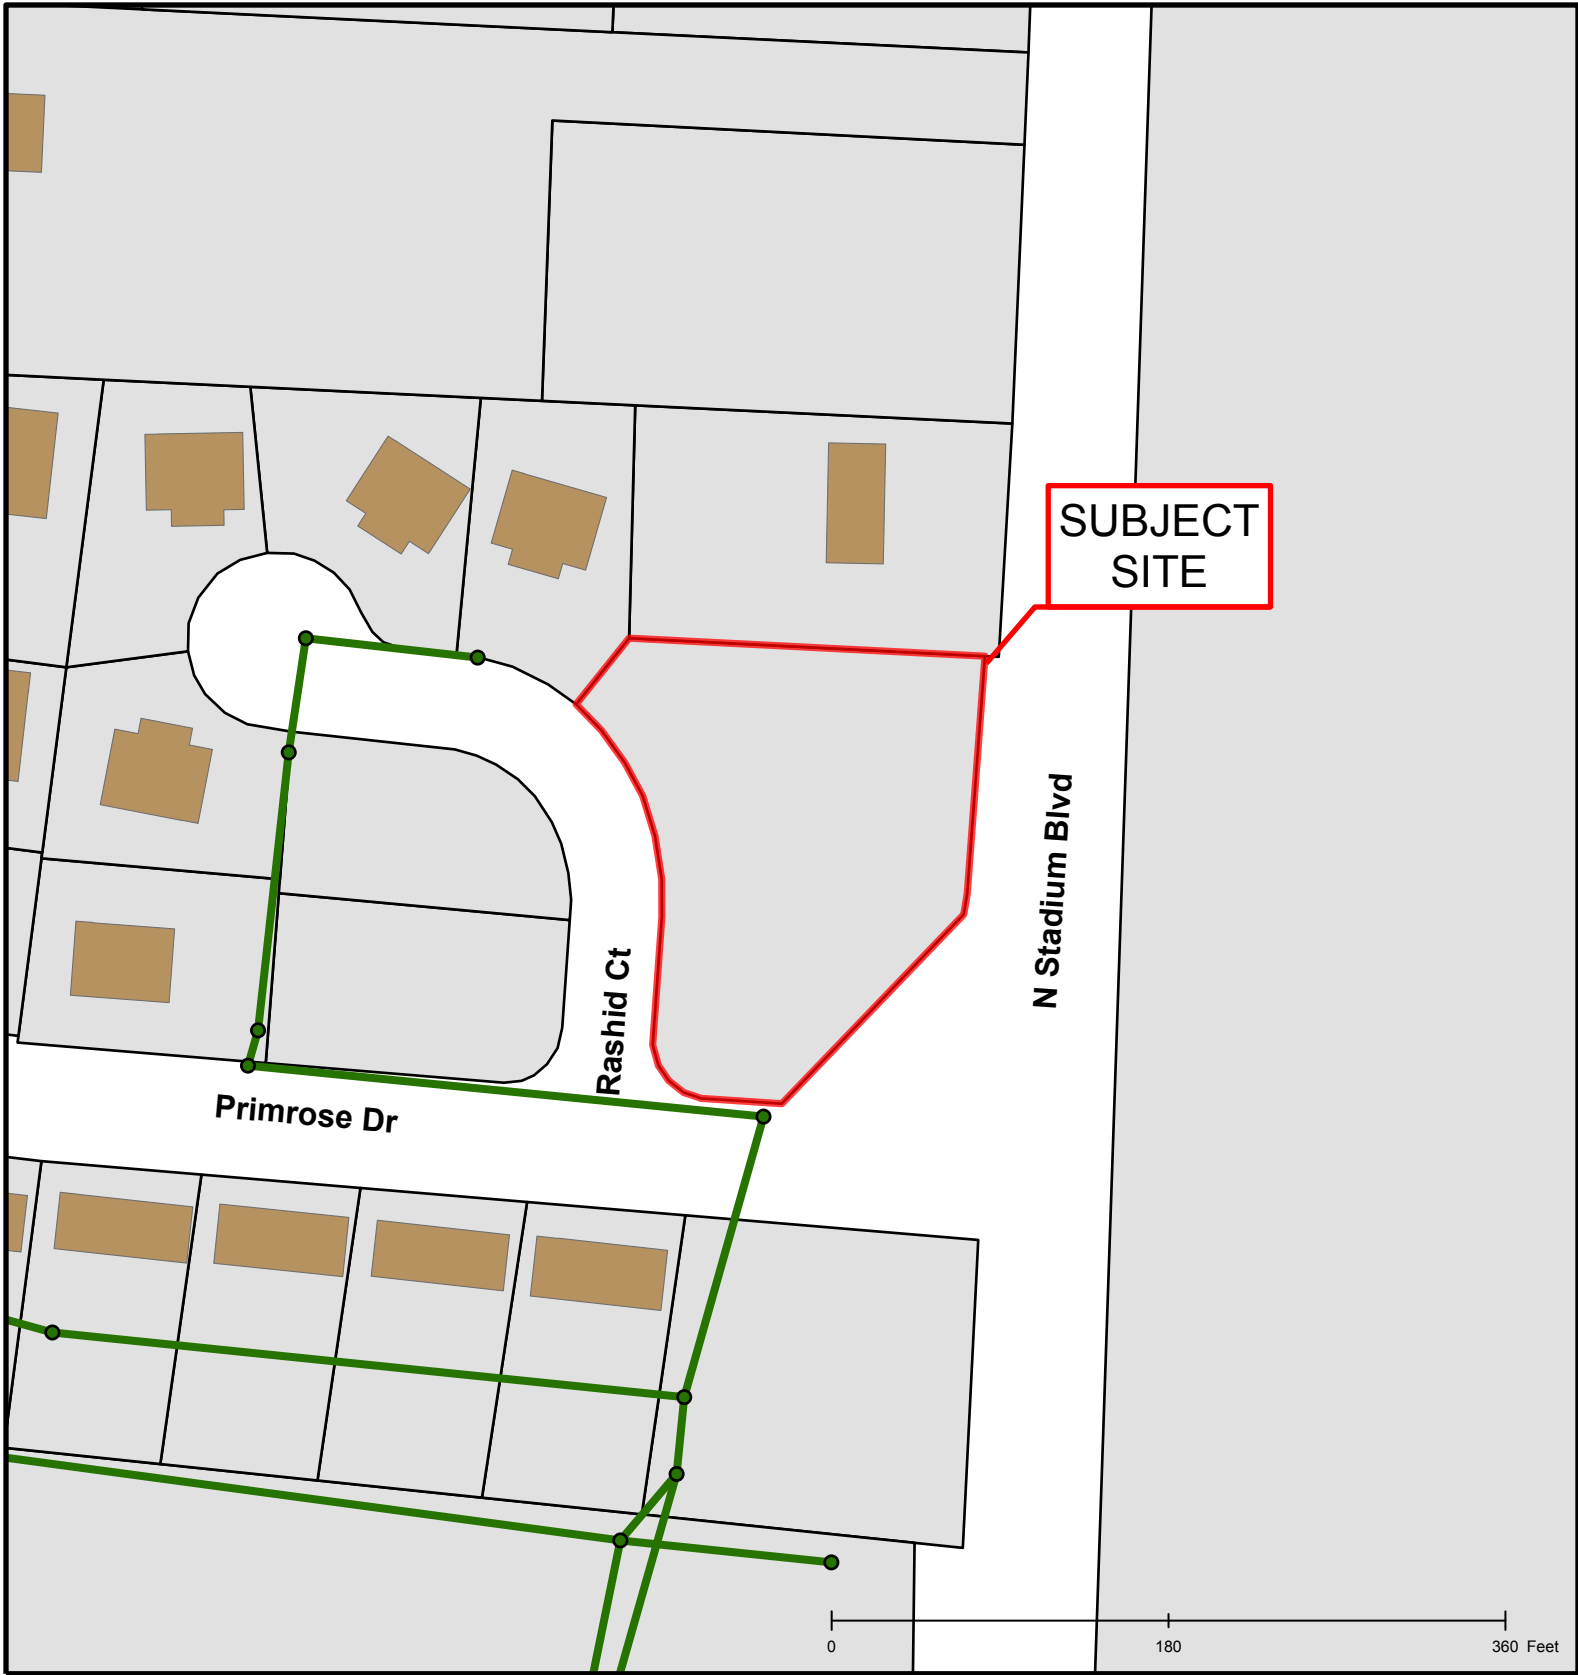 SUBJECT
SITE
N Stadium Blvd
Rashid Ct
Primrose Dr
0 180 360 Feet